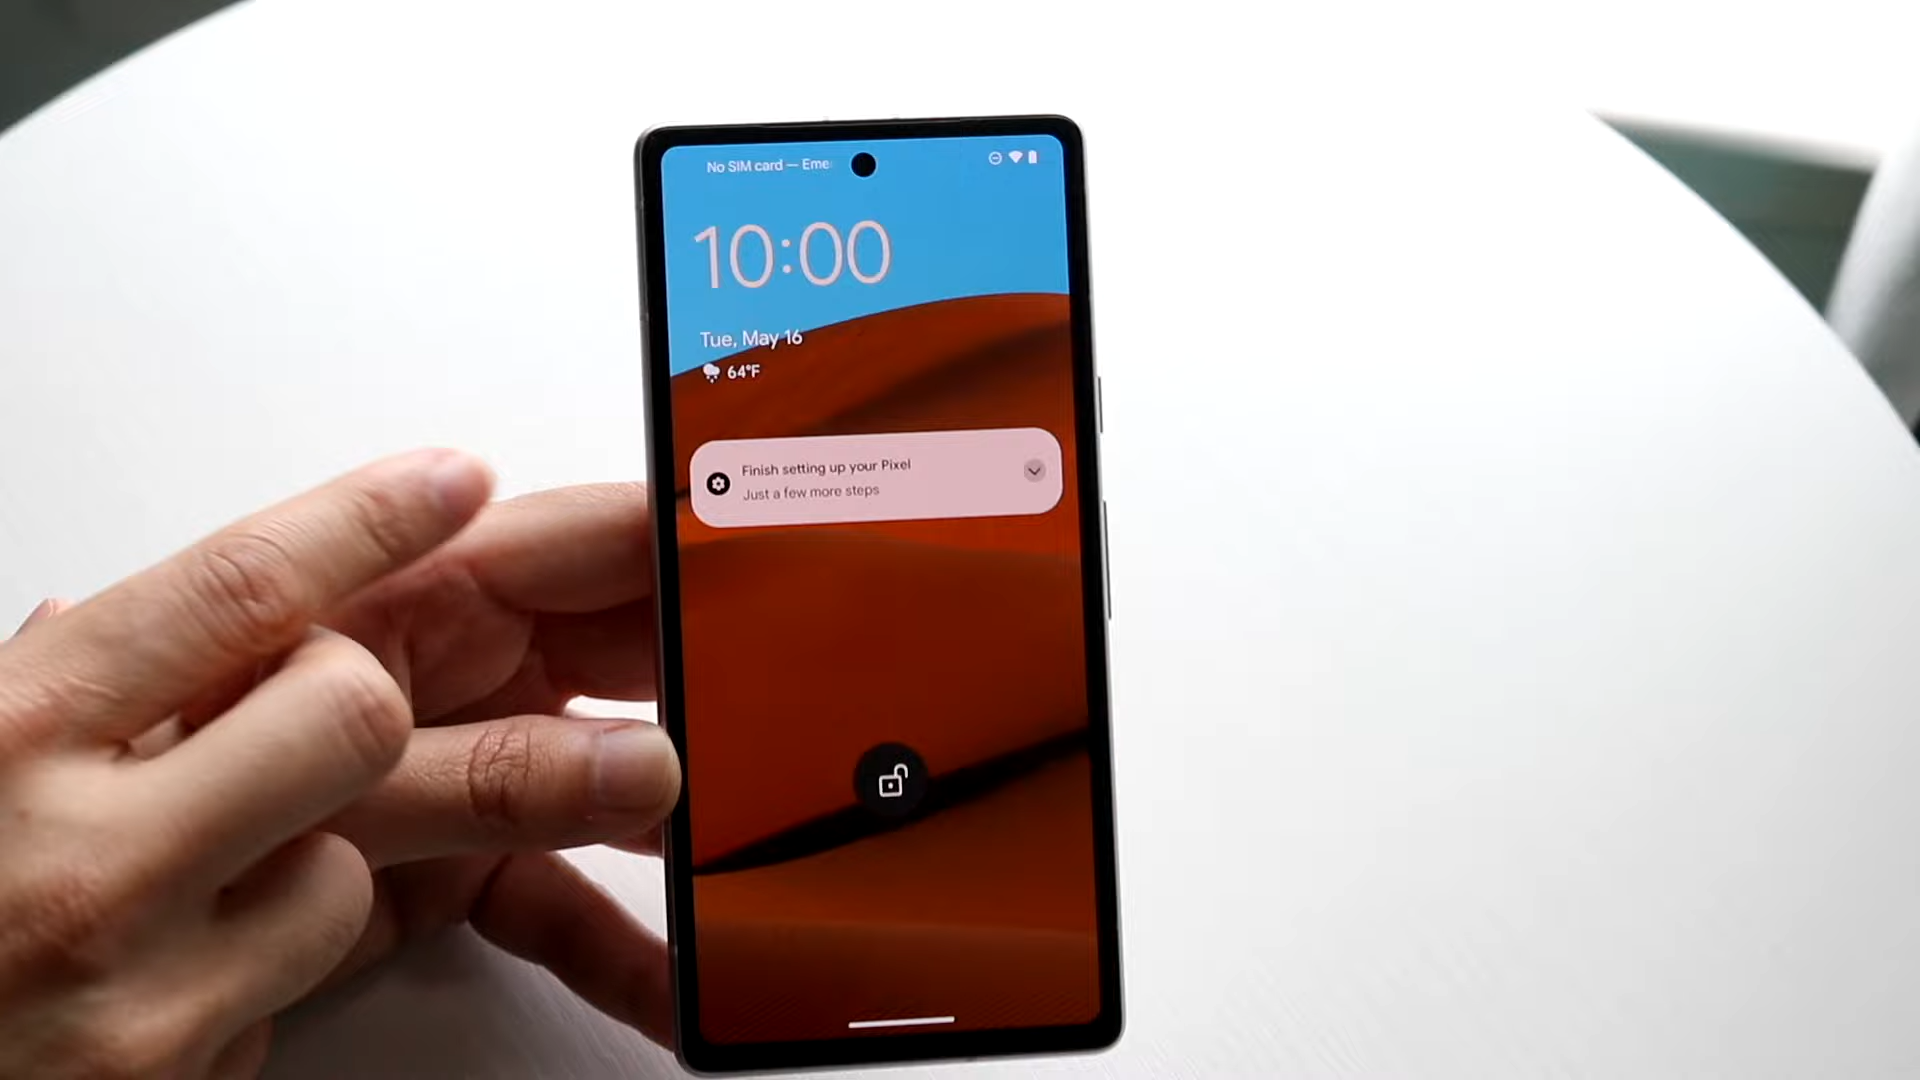 No SIM card — Eme
10:00
Tue, May 16
64°F
Finish setting up your Pixel
Just a few more steps